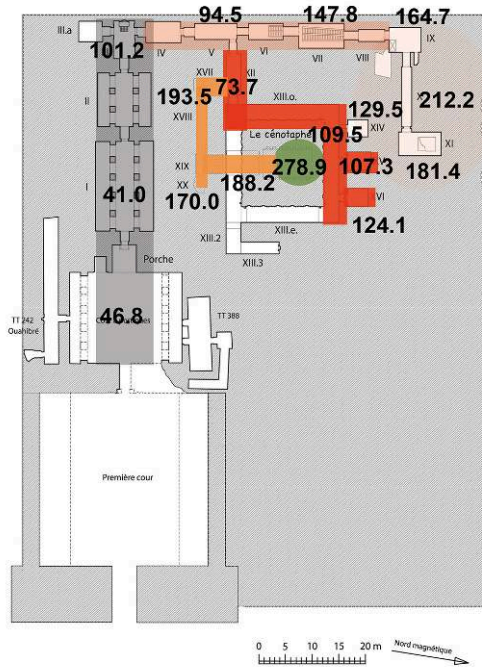 94.5 147.8 164.7
III.a
101.2 IV V VI VII VIII IX
XVII XII
II 193.5 73.7 XIII.o. 129.5 212.2
XVIII Le cénotaphe 109.5 XIV XI
I XIX 278.9 107.3 181.4
41.0 XX 188.2
170.0 124.1
XIII.2 XIII.e.
Porche XIII.3
46.8
TT 242 TT 388
Ouahibré
Première cour
0 5 10 15 20 m Nord magnétique